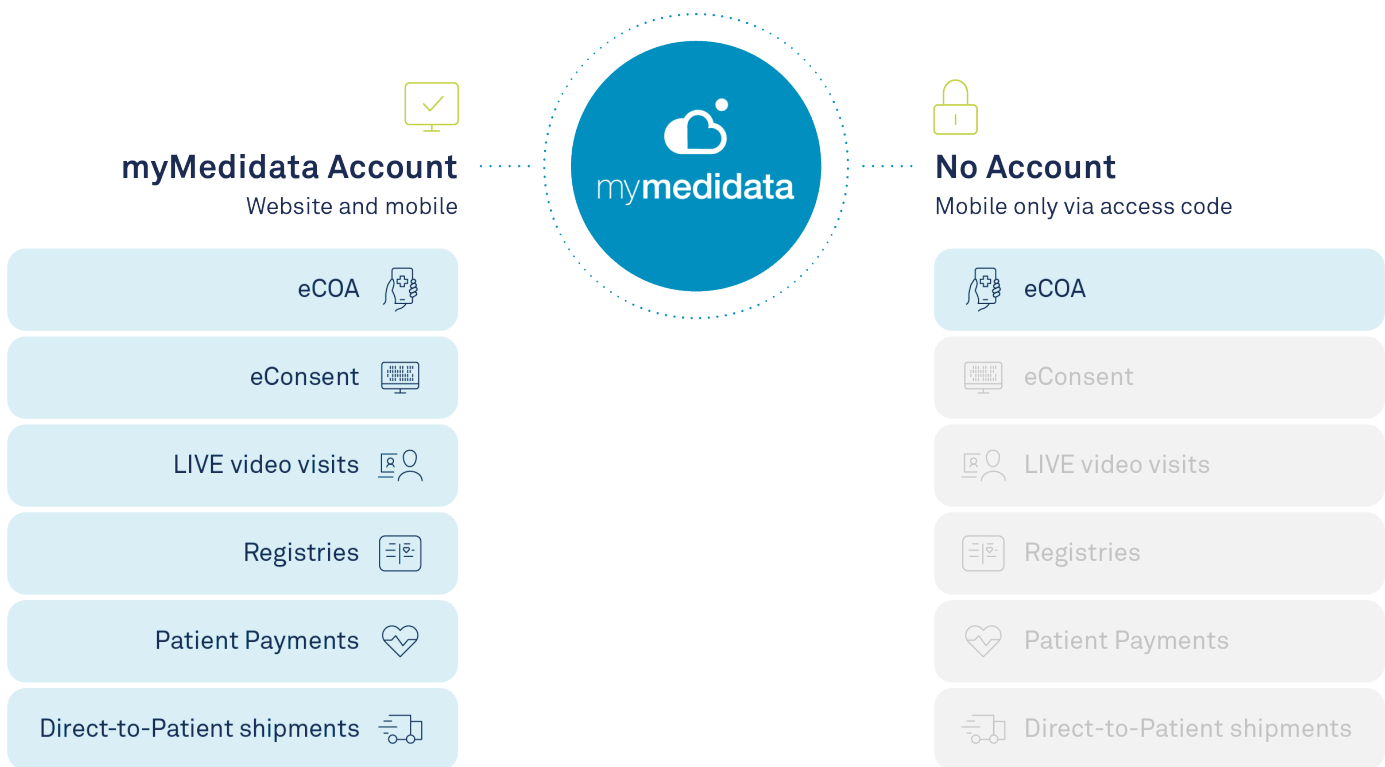 mymedidata
myMedidata Account
Website and mobile
eCOA
eConsent
LIVE video visits
Registries
Patient Payments
Direct-to-Patient shipments
No Account
Mobile only via access code
eCOA
eConsent
LIVE video visits
Registries
Patient Payments
Direct-to-Patient shipments